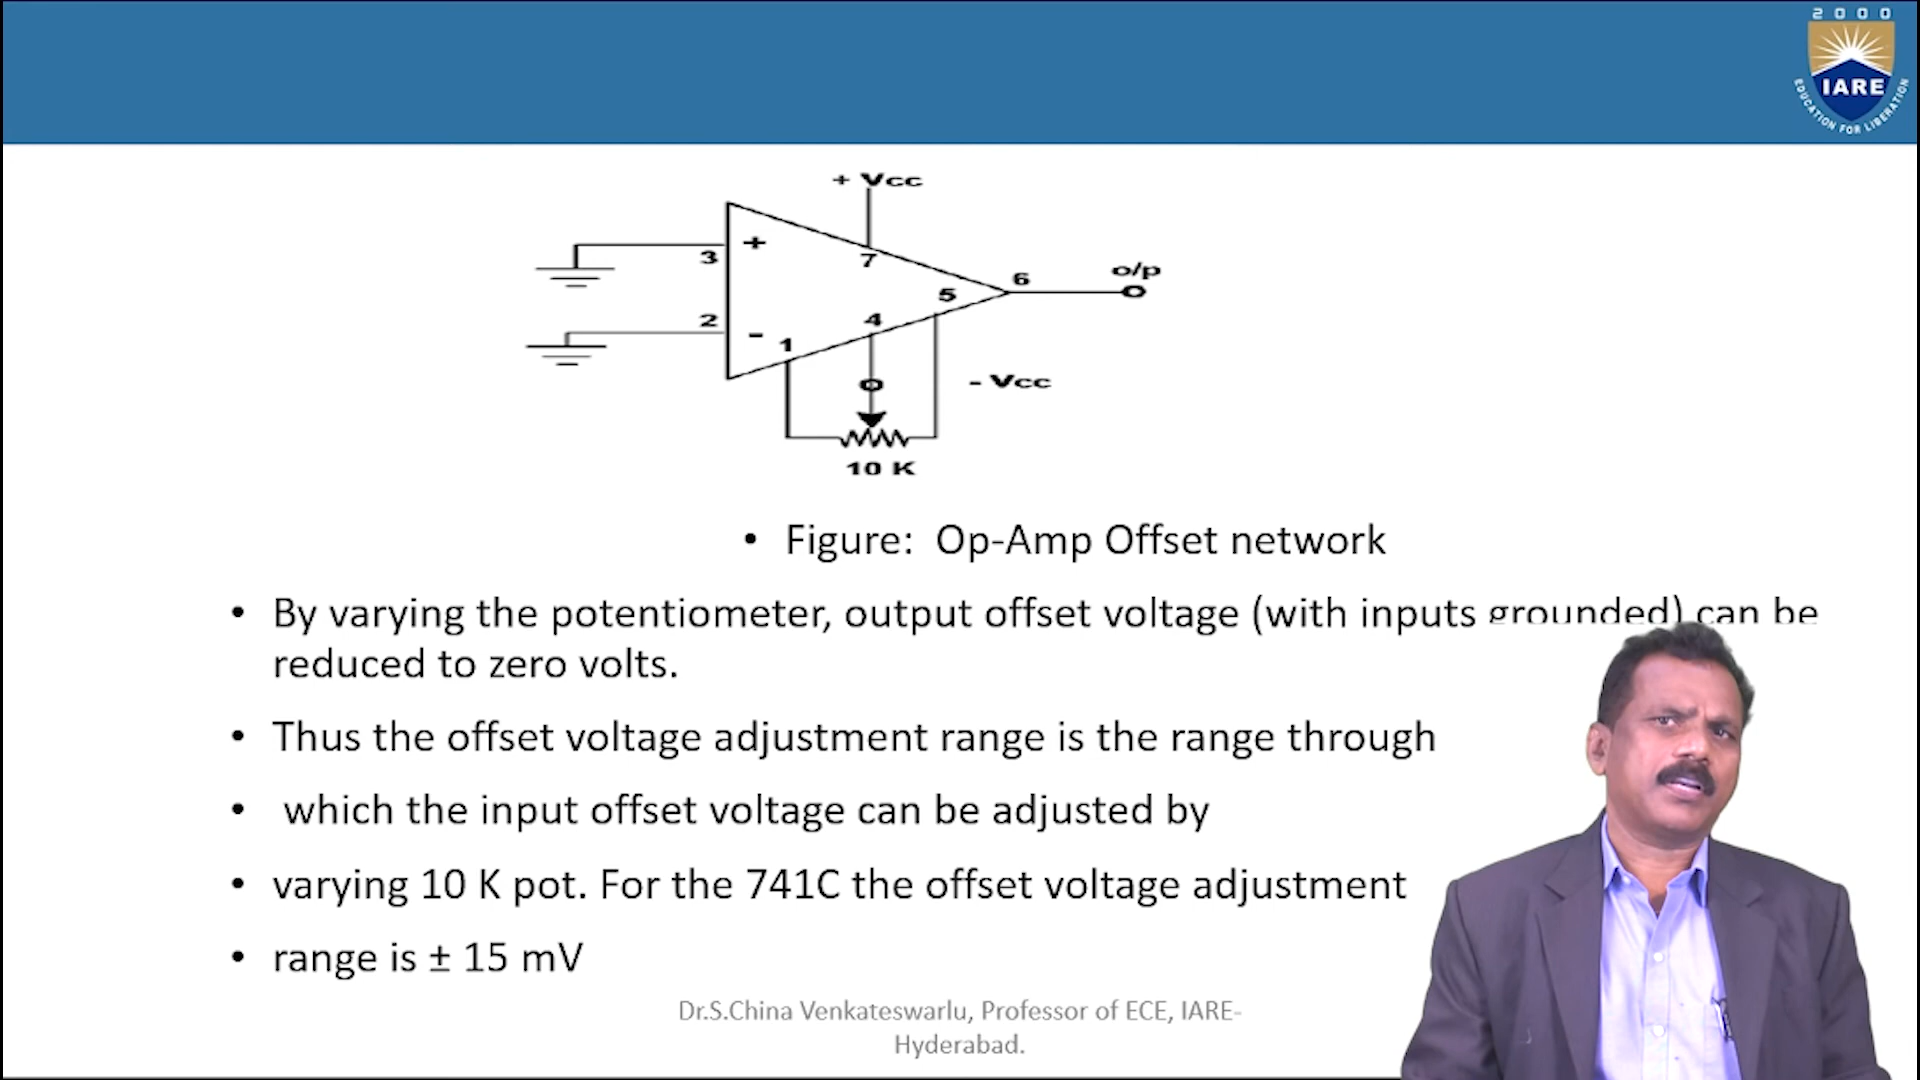 2 0 0 0
IARE
EDUCATION FOR LIBERATION
+ Vcc
+
3
7
6
o/p
5
2
4
-
1
- Vcc
10 K
• Figure: Op-Amp Offset network
• By varying the potentiometer, output offset voltage (with inputs grounded) can be
reduced to zero volts.
• Thus the offset voltage adjustment range is the range through
• which the input offset voltage can be adjusted by
• varying 10 K pot. For the 741C the offset voltage adjustment
• range is ± 15 mV
Dr.S.China Venkateswarlu, Professor of ECE, IARE-
Hyderabad.